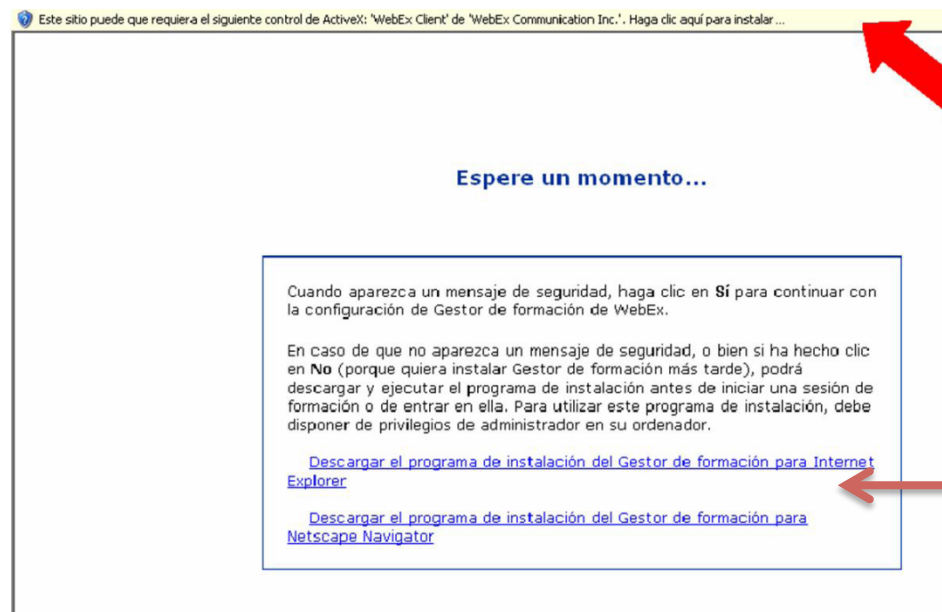 Este sitio puede que requiera el siguiente control de ActiveX: 'WebEx Client' de 'WebEx Communication Inc.'. Haga clic aquí para instalar...
Espere un momento...
Cuando aparezca un mensaje de seguridad, haga clic en Sí para continuar con
la configuración de Gestor de formación de WebEx.
En caso de que no aparezca un mensaje de seguridad, o bien si ha hecho clic
en No (porque quiera instalar Gestor de formación más tarde), podrá
descargar y ejecutar el programa de instalación antes de iniciar una sesión de
formación o de entrar en ella. Para utilizar este programa de instalación, debe
disponer de privilegios de administrador en su ordenador.
Descargar el programa de instalación del Gestor de formación para Internet
Explorer
Descargar el programa de instalación del Gestor de formación para
Netscape Navigator